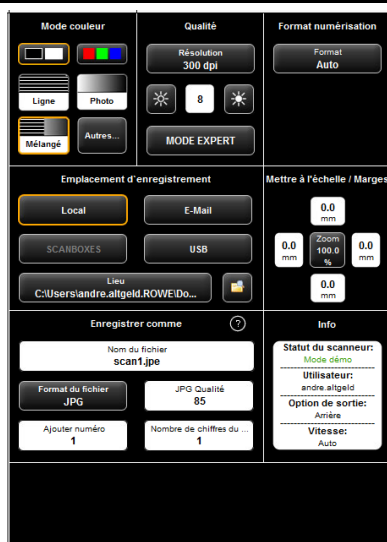 Mode couleur
Ligne
Photo
Mélangé
Autres...
Qualité
Résolution
300 dpi
8
MODE EXPERT
Format numérisation
Format
Auto
Emplacement d'enregistrement
Local
E-Mail
SCANBOXES
USB
Lieu
C:\Users\andre.altgeld.ROWE\Do...
Mettre à l'échelle / Marges
0.0
mm
0.0
mm
Zoom
100.0
%
0.0
mm
0.0
mm
Enregistrer comme
?
Nom du fichier
scan1.jpe
Format du fichier
JPG
JPG Qualité
85
Ajouter numéro
1
Nombre de chiffres du ...
1
Info
Statut du scanneur:
Mode démo
Utilisateur:
andre.altgeld
Option de sortie:
Arrière
Vitesse:
Auto